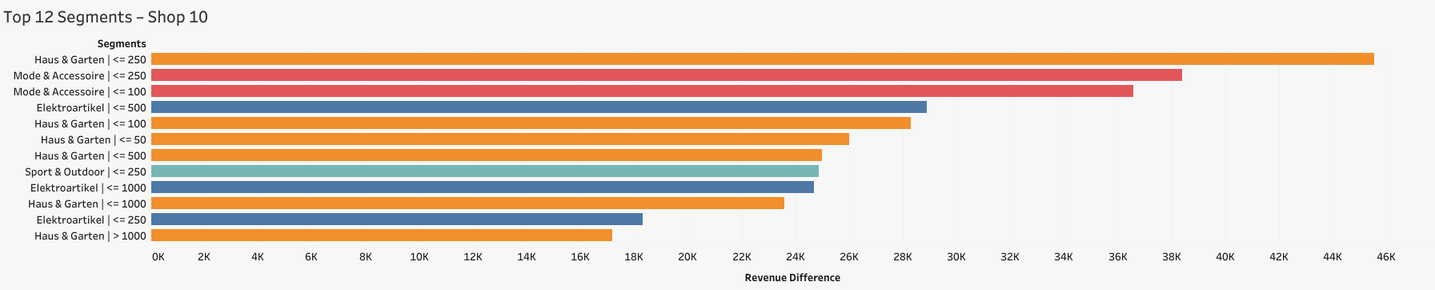 Top 12 Segments – Shop 10
Segments
Haus & Garten | <= 250
Mode & Accessoire | <= 250
Mode & Accessoire | <= 100
Elektroartikel | <= 500
Haus & Garten | <= 100
Haus & Garten | <= 50
Haus & Garten | <= 500
Sport & Outdoor | <= 250
Elektroartikel | <= 1000
Haus & Garten | <= 1000
Elektroartikel | <= 250
Haus & Garten | > 1000
0K 2K 4K 6K 8K 10K 12K 14K 16K 18K 20K 22K 24K 26K 28K 30K 32K 34K 36K 38K 40K 42K 44K 46K
Revenue Difference